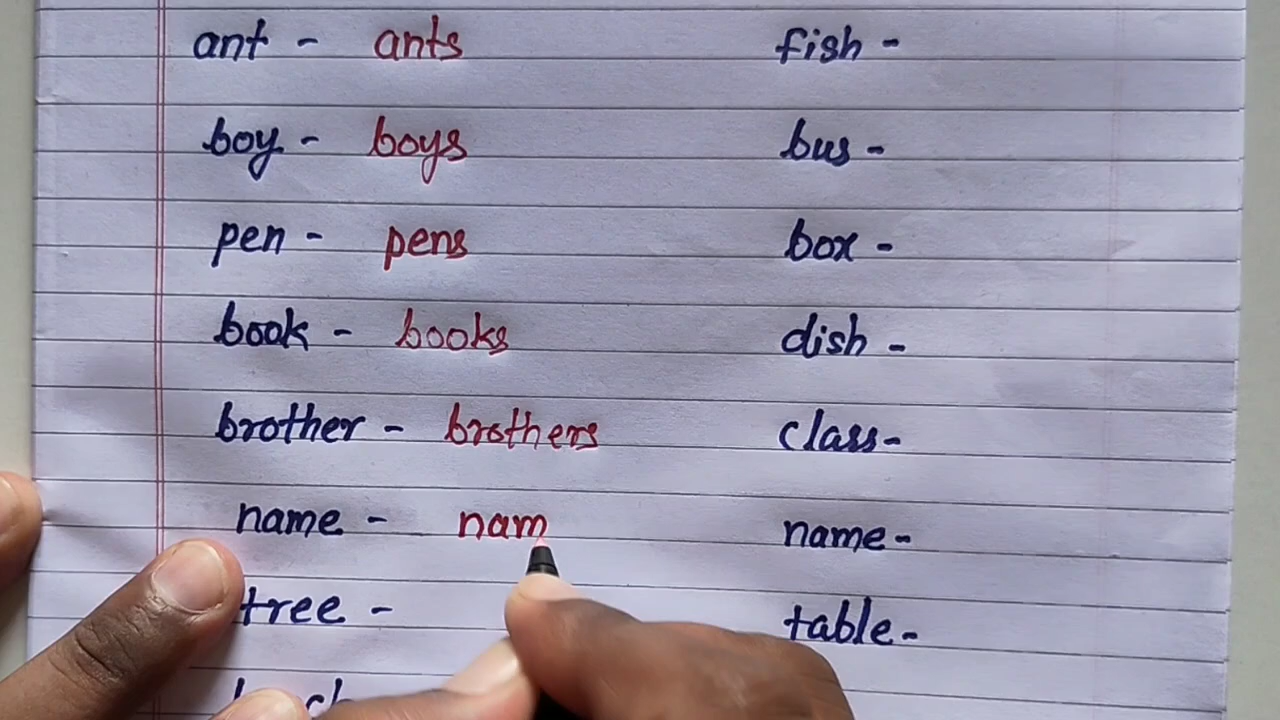 ant - ants fish -
boy - boys bus -
pen - pens box -
book - books dish -
brother - brothers class-
name - nam name-
tree - table-